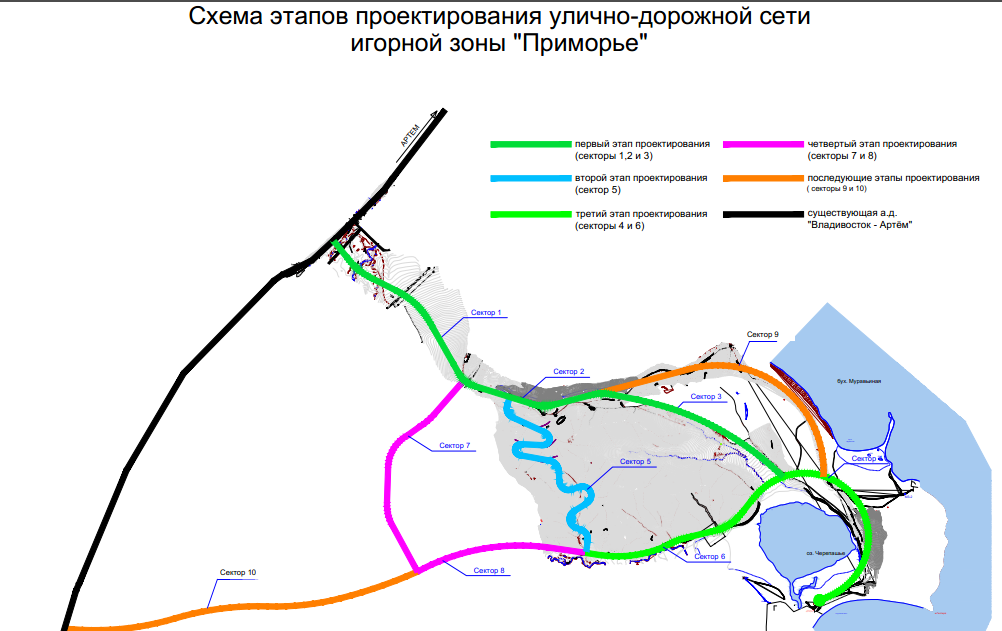 Схема этапов проектирования улично-дорожной сети
игорной зоны "Приморье"
АРТЕМ
первый этап проектирования
(секторы 1,2 и 3)
четвертый этап проектирования
(секторы 7 и 8)
второй этап проектирования
(сектор 5)
последующие этапы проектирования
( секторы 9 и 10)
третий этап проектирования
(секторы 4 и 6)
существующая а.д.
"Владивосток - Артём"
Сектор 1
Сектор 9
Сектор 2
бух. Муравьиная
Сектор 3
Сектор 7
Сектор 5
Сектор
Сектор 6
оз. Черепашье
Сектор 8
Сектор 10
Г